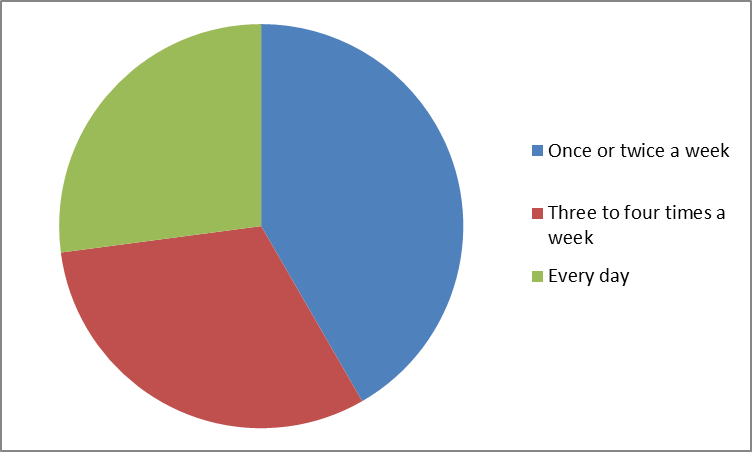 Once or twice a week
Three to four times a
week
Every day